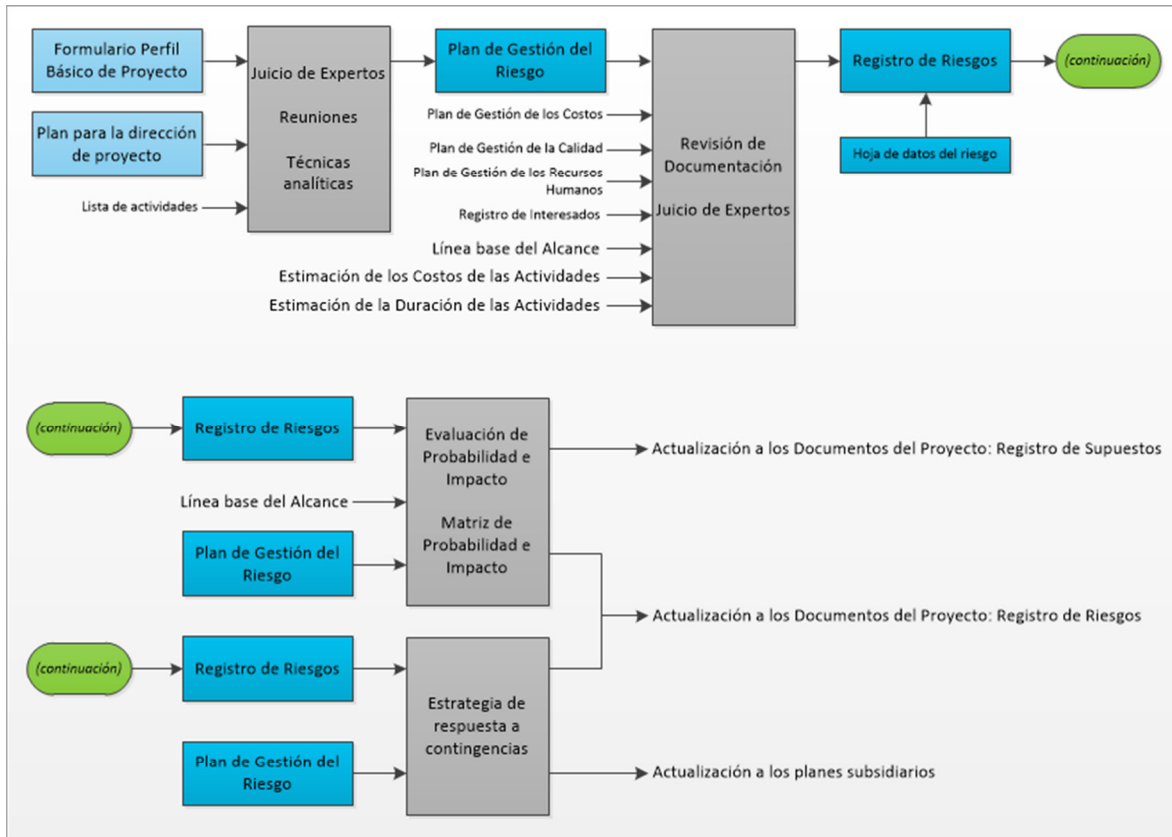 Formulario Perfil
Básico de Proyecto
Plan para la dirección
de proyecto
Lista de actividades
Juicio de Expertos
Reuniones
Técnicas
analíticas
Plan de Gestión del
Riesgo
Plan de Gestión de los Costos
Plan de Gestión de la Calidad
Plan de Gestión de los Recursos
Humanos
Registro de Interesados
Línea base del Alcance
Estimación de los Costos de las Actividades
Estimación de la Duración de las Actividades
Revisión de
Documentación
Juicio de Expertos
Registro de Riesgos
Hoja de datos del riesgo
(continuación)
(continuación)
Registro de Riesgos
Línea base del Alcance
Plan de Gestión del
Riesgo
Evaluación de
Probabilidad e
Impacto
Matriz de
Probabilidad e
Impacto
Actualización a los Documentos del Proyecto: Registro de Supuestos
Actualización a los Documentos del Proyecto: Registro de Riesgos
(continuación)
Registro de Riesgos
Plan de Gestión del
Riesgo
Estrategia de
respuesta a
contingencias
Actualización a los planes subsidiarios